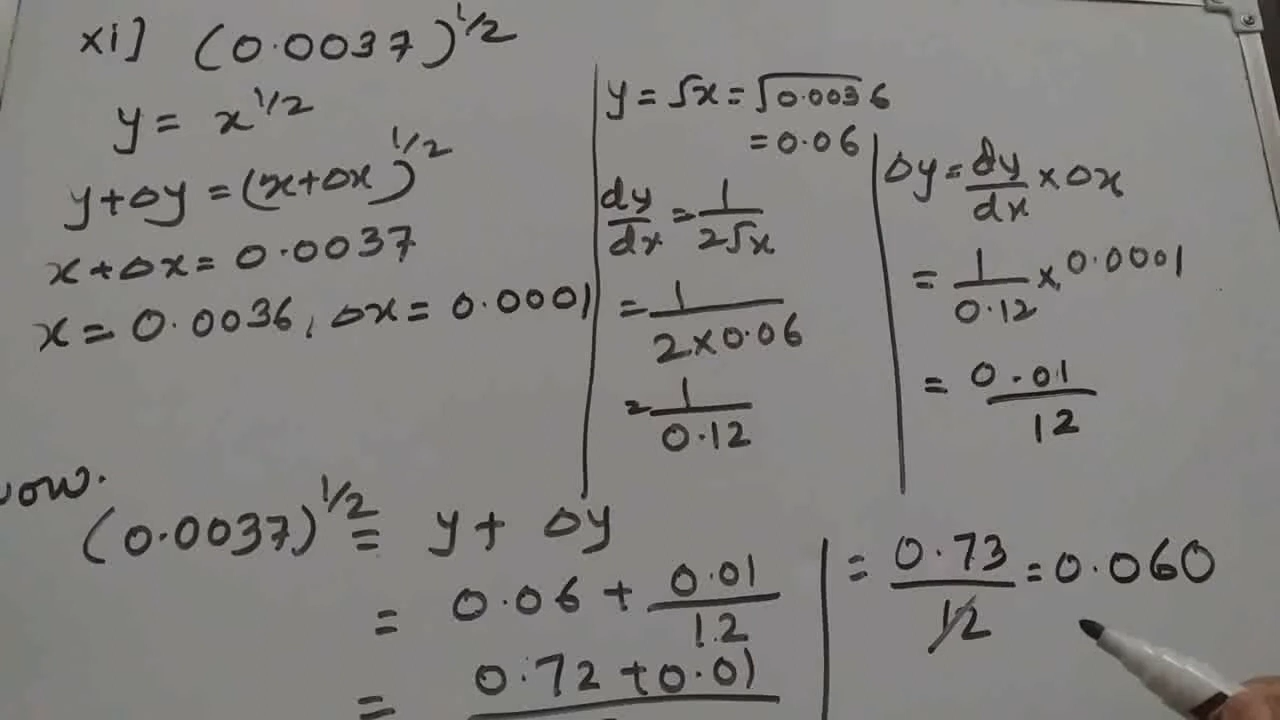 xi] (0.0037)^1/2
y = x^1/2
y+Δy = (x+Δx)^1/2
x+Δx = 0.0037
x = 0.0036, Δx = 0.0001
y = √x = √0.0036
= 0.06
dy/dx = 1/2√x
= 1/2×0.06
= 1/0.12
Δy = dy/dx × Δx
= 1/0.12 × 0.0001
= 0.01/12
now.
(0.0037)^1/2 = y + Δy
= 0.06 + 0.01/12
= 0.72 + 0.01
= 0.73/12 = 0.060